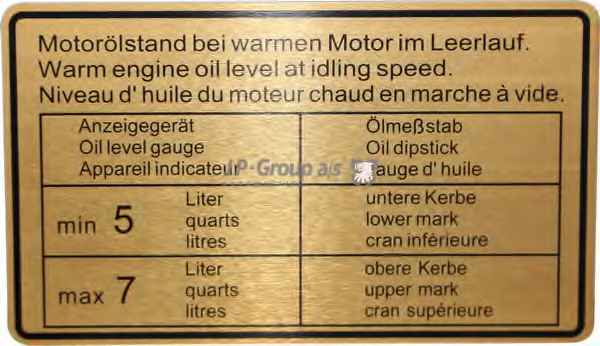 Motorölstand bei warmen Motor im Leerlauf.
Warm engine oil level at idling speed.
Niveau d' huile du moteur chaud en marche à vide.
Anzeigegerät
Oil level gauge
Appareil indicateur
Ölmeßstab
Oil dipstick
Jauge d' huile
JP-Group a/s
min 5
Liter
quarts
litres
untere Kerbe
lower mark
cran inférieure
max 7
Liter
quarts
litres
obere Kerbe
upper mark
cran supérieure